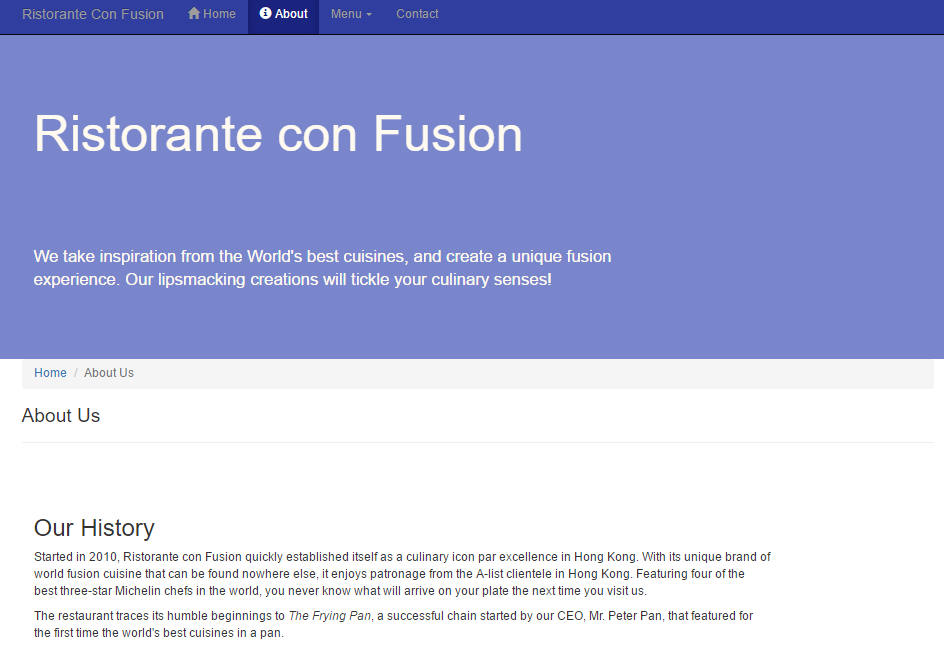 Ristorante Con Fusion Home About Menu Contact
Ristorante con Fusion
We take inspiration from the World's best cuisines, and create a unique fusion
experience. Our lipsmacking creations will tickle your culinary senses!
Home / About Us
About Us
Our History
Started in 2010, Ristorante con Fusion quickly established itself as a culinary icon par excellence in Hong Kong. With its unique brand of
world fusion cuisine that can be found nowhere else, it enjoys patronage from the A-list clientele in Hong Kong. Featuring four of the
best three-star Michelin chefs in the world, you never know what will arrive on your plate the next time you visit us.
The restaurant traces its humble beginnings to The Frying Pan, a successful chain started by our CEO, Mr. Peter Pan, that featured for
the first time the world's best cuisines in a pan.